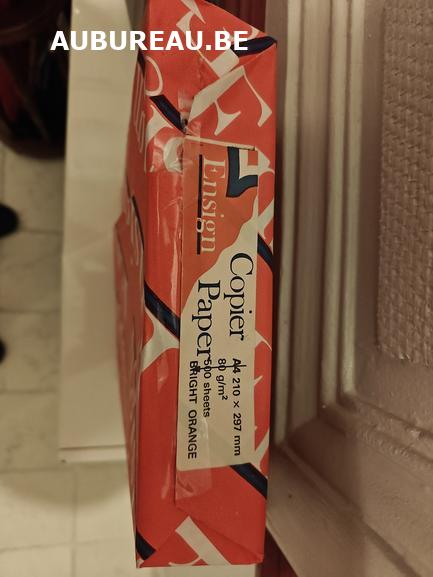 AUBUREAU.BE
Ensign
Copier
Paper
A4 210 × 297 mm
80 g/m²
500 sheets
BRIGHT ORANGE